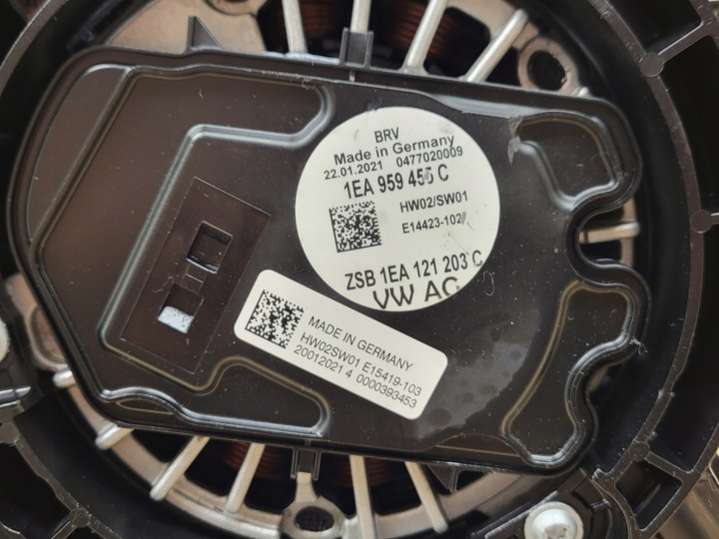 BRV
Made in Germany
22.01.2021 0477020009
1EA 959 455 C
HW02/SW01
E14423-102
ZSB 1EA 121 203 C
VW AG
MADE IN GERMANY
HW02SW01 E15419-103
20012021 4 0000393453